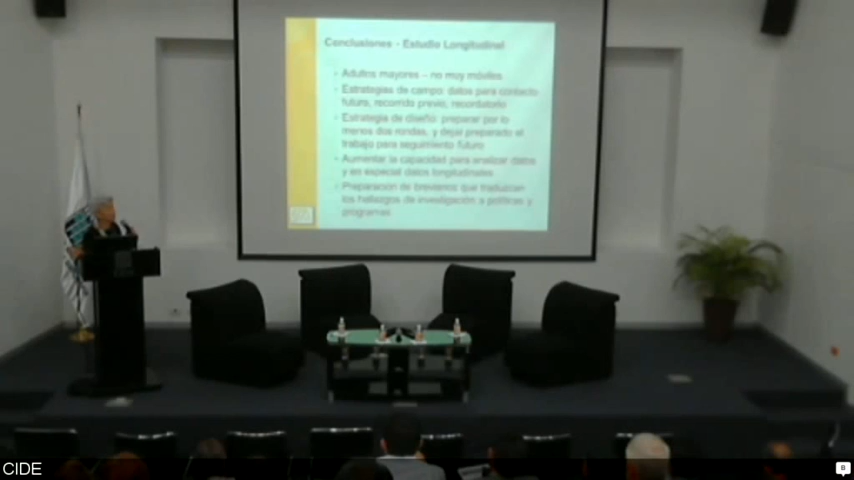 Conclusiones - Estudio Longitudinal
Adultos mayores – no muy móviles
Estrategias de campo: datos para contacto
futuro, recorrido previo, recordatorio
Estrategia de diseño: preparar por lo
menos dos rondas, y dejar preparado el
trabajo para seguimiento futuro
Aumentar la capacidad para analizar datos
y en especial datos longitudinales
Preparación de breviarios que traduzcan
los hallazgos de investigación a políticas y
programas
CIDE